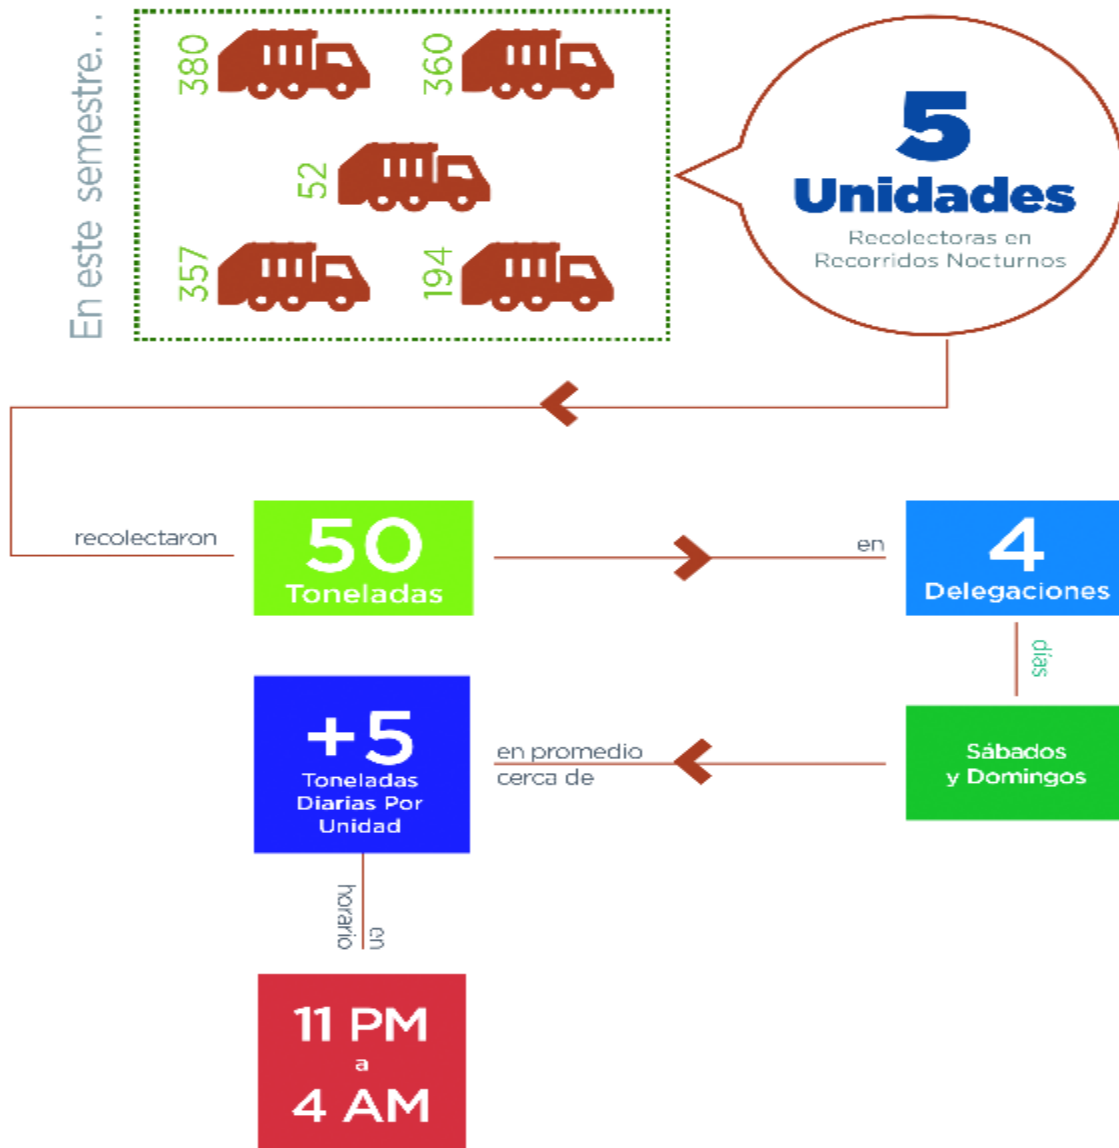 En este semestre...
380
360
52
357
194
5
Unidades
Recolectoras en
Recorridos Nocturnos
recolectaron
50
Toneladas
en
4
Delegaciones
días
Sábados
y Domingos
en promedio
cerca de
+5
Toneladas
Diarias Por
Unidad
en
horario
11 PM
a
4 AM